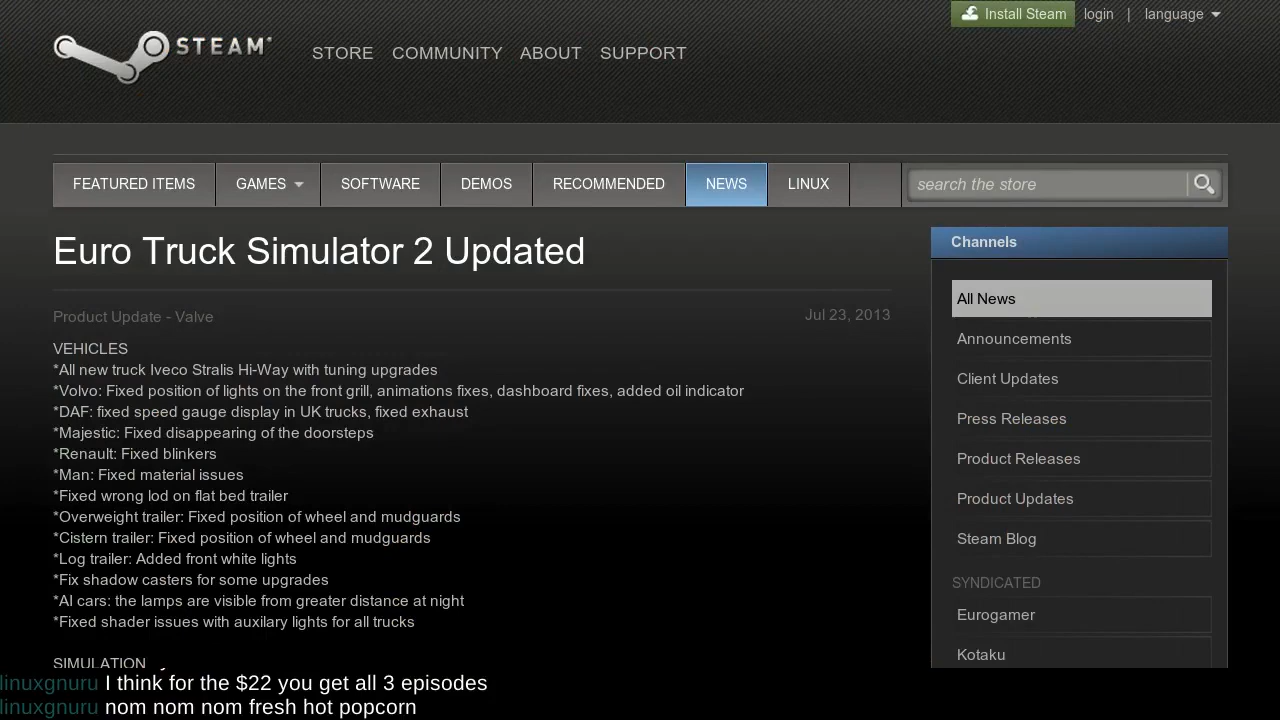 Install Steam login | language
STEAM
STORE COMMUNITY ABOUT SUPPORT
FEATURED ITEMS GAMES SOFTWARE DEMOS RECOMMENDED NEWS LINUX search the store
Euro Truck Simulator 2 Updated
Product Update - Valve Jul 23, 2013
VEHICLES
*All new truck Iveco Stralis Hi-Way with tuning upgrades
*Volvo: Fixed position of lights on the front grill, animations fixes, dashboard fixes, added oil indicator
*DAF: fixed speed gauge display in UK trucks, fixed exhaust
*Majestic: Fixed disappearing of the doorsteps
*Renault: Fixed blinkers
*Man: Fixed material issues
*Fixed wrong lod on flat bed trailer
*Overweight trailer: Fixed position of wheel and mudguards
*Cistern trailer: Fixed position of wheel and mudguards
*Log trailer: Added front white lights
*Fix shadow casters for some upgrades
*AI cars: the lamps are visible from greater distance at night
*Fixed shader issues with auxilary lights for all trucks
SIMULATION
Channels
All News
Announcements
Client Updates
Press Releases
Product Releases
Product Updates
Steam Blog
SYNDICATED
Eurogamer
Kotaku
linuxgnuru I think for the $22 you get all 3 episodes
linuxgnuru nom nom nom fresh hot popcorn